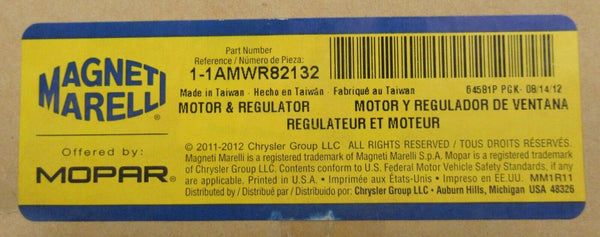 MAGNETI
MARELLI®
Offered by:
MOPAR®
Part Number
Reference / Número de Pieza:
1-1AMWR82132
Made in Taiwan - Hecho en Taiwán - Fabriqué au Taiwan
64581P PGK- 08/14/12
MOTOR & REGULATOR
MOTOR Y REGULADOR DE VENTANA
REGULATEUR ET MOTEUR
© 2011-2012 Chrysler Group LLC ALL RIGHTS RESERVED / TOUS DROITS RÉSERVÉS.
Magneti Marelli is a registered trademark of Magneti Marelli S.p.A. Mopar is a registered trademark
of Chrysler Group LLC. Contents conform to U.S. Federal Motor Vehicle Safety Standards, if any
are applicable. Printed in U.S.A. • Imprimée aux États-Unis • Impreso en EE.UU. MM1R11
Distributed by / Distribué par / Distribuido por: Chrysler Group LLC • Auburn Hills, Michigan USA 48326